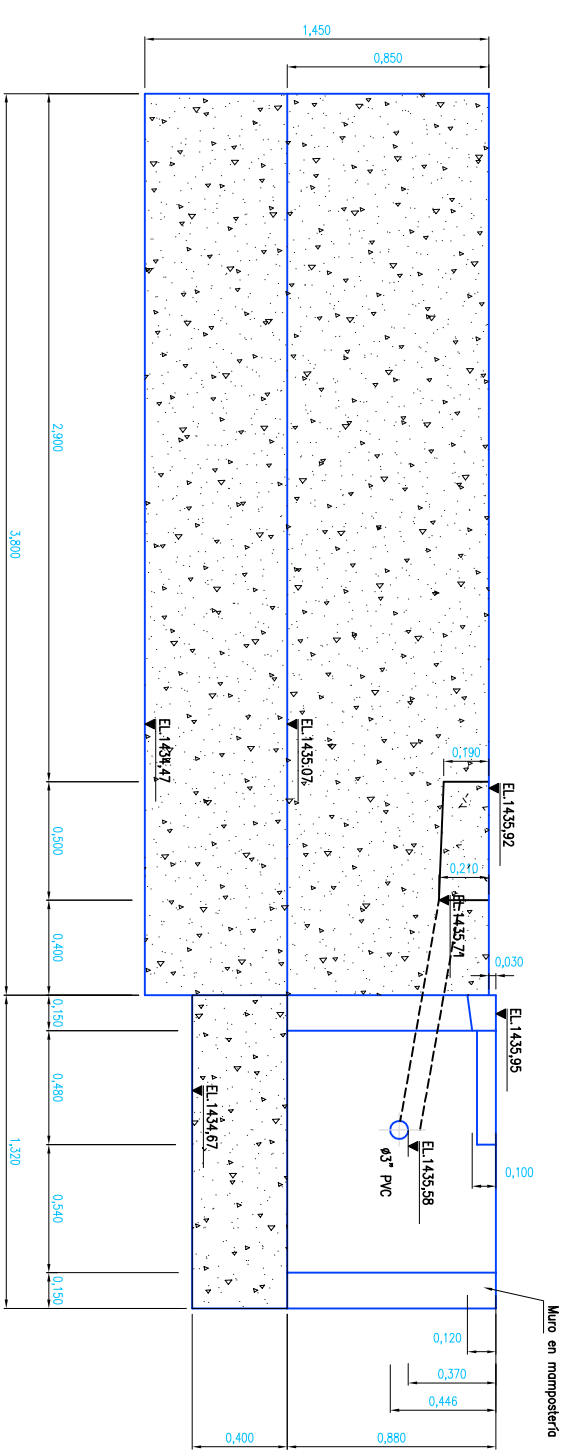 1,450
0,850
2,900
3,800
0,500
0,400
0,150
0,480
0,540
0,150
1,320
EL.1434,47
EL.1435,07
0,190
EL.1435,92
0,210
EL.1435,71
0,030
EL.1435,95
EL.1434,67
0,100
EL.1435,58
ø3" PVC
Muro en mampostería
0,120
0,370
0,446
0,400
0,880